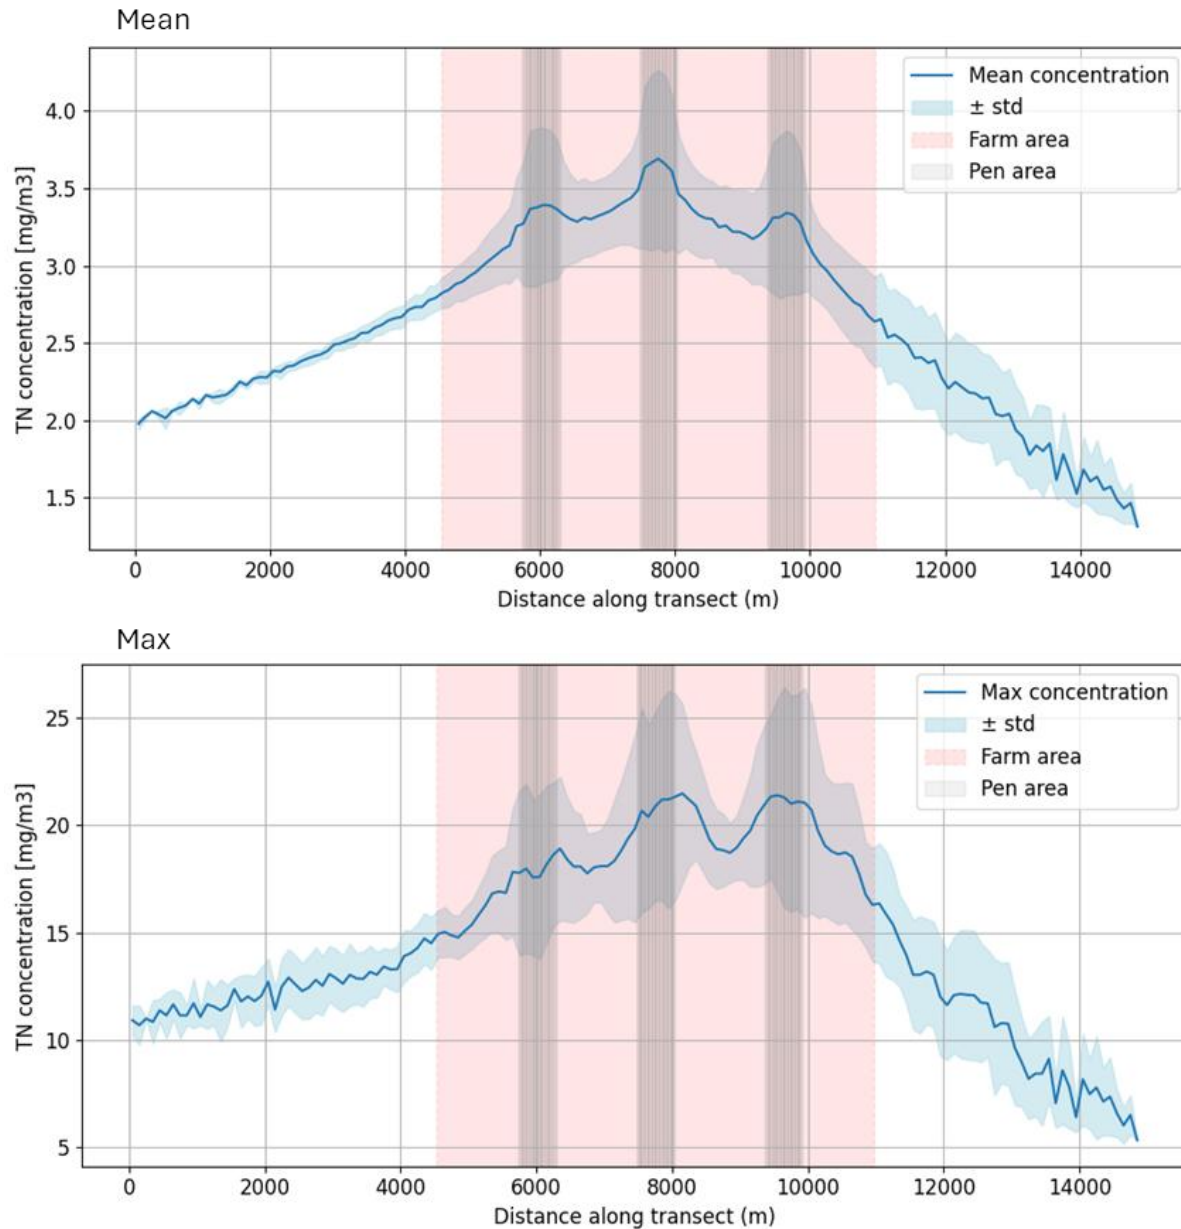 Mean
4.0
3.5
3.0
2.5
2.0
1.5
TN concentration [mg/m3]
Mean concentration
± std
Farm area
Pen area
0 2000 4000 6000 8000 10000 12000 14000
Distance along transect (m)
Max
25
20
15
10
5
TN concentration [mg/m3]
Max concentration
± std
Farm area
Pen area
0 2000 4000 6000 8000 10000 12000 14000
Distance along transect (m)